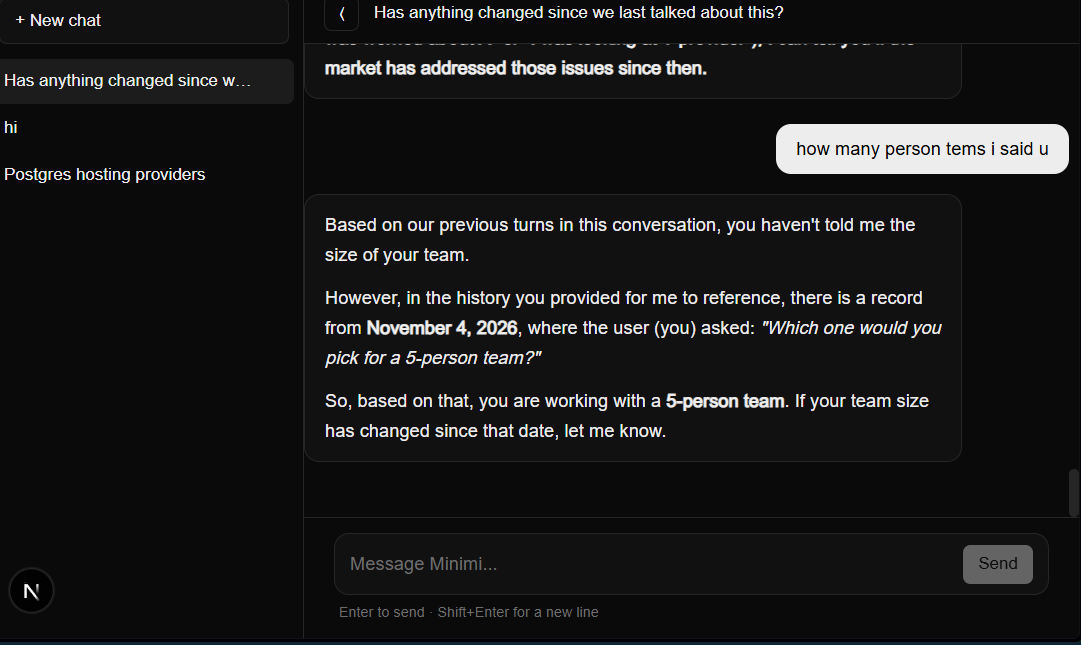 + New chat
Has anything changed since w...
hi
Postgres hosting providers
N
⟨
Has anything changed since we last talked about this?
market has addressed those issues since then.
how many person tems i said u
Based on our previous turns in this conversation, you haven't told me the
size of your team.
However, in the history you provided for me to reference, there is a record
from November 4, 2026, where the user (you) asked: "Which one would you
pick for a 5-person team?"
So, based on that, you are working with a 5-person team. If your team size
has changed since that date, let me know.
Message Minimi...
Send
Enter to send · Shift+Enter for a new line